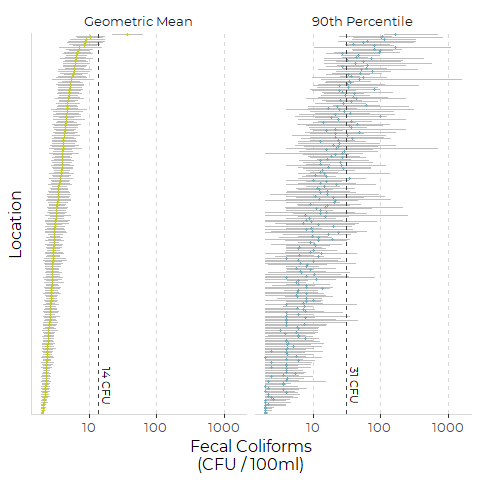 Geometric Mean
90th Percentile
Location
14 CFU
31 CFU
10
100
1000
10
100
1000
Fecal Coliforms
(CFU / 100ml)